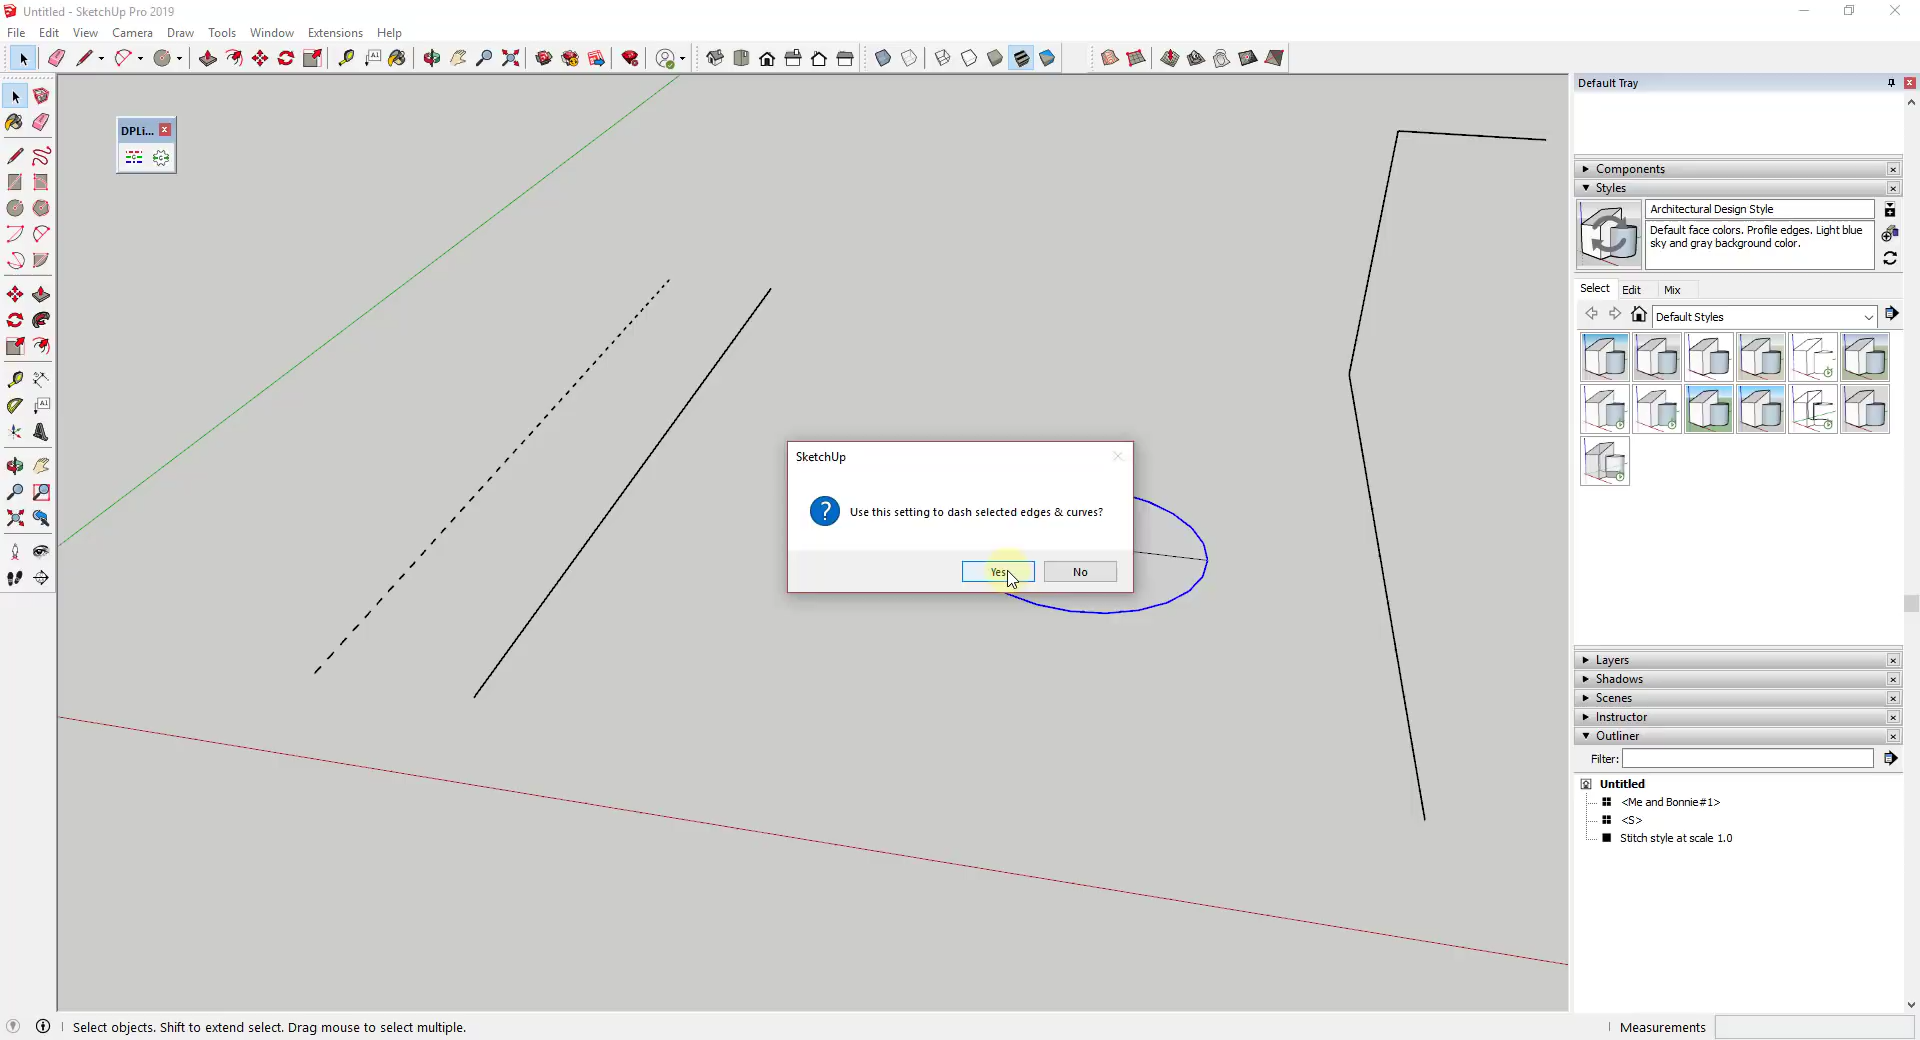 Untitled - SketchUp Pro 2019
File Edit View Camera Draw Tools Window Extensions Help
DPLi...
Default Tray
Components
Styles
Architectural Design Style
Default face colors. Profile edges. Light blue
sky and gray background color.
Select Edit Mix
Default Styles
SketchUp
Use this setting to dash selected edges & curves?
Yes No
Layers
Shadows
Scenes
Instructor
Outliner
Filter:
Untitled
<Me and Bonnie#1>
<S>
Stitch style at scale 1.0
Select objects. Shift to extend select. Drag mouse to select multiple.
Measurements